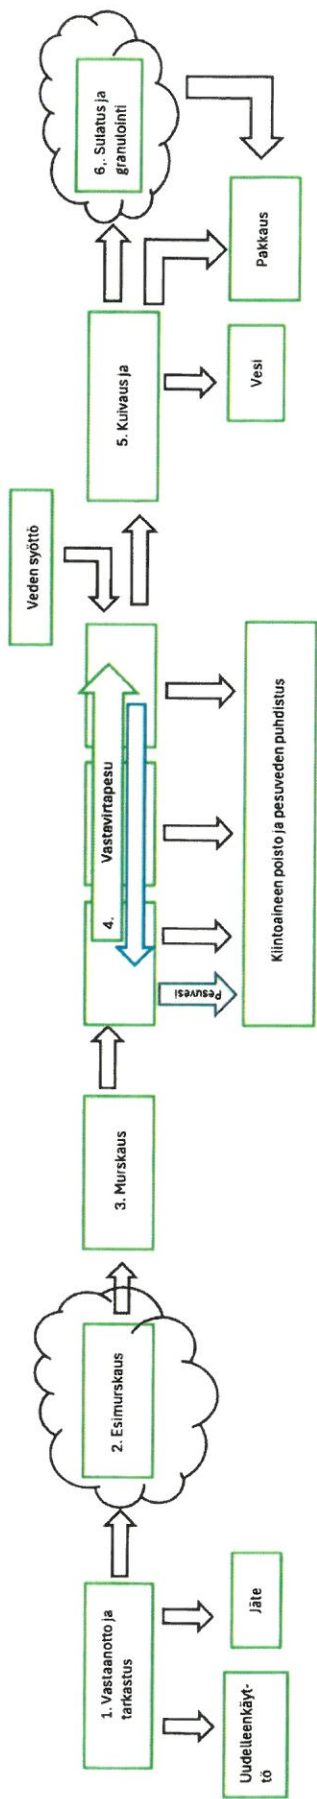 1. Vastaanotto ja
tarkastus
Uudelleenkäyt-
tö
Jäte
2. Esimurskaus
3. Murskaus
4.
Vastavirtapesu
Pesuvesi
Kiintoaineen poisto ja pesuveden puhdistus
Veden syöttö
5. Kuivaus ja
Vesi
Pakkaus
6,. Sulatus ja
granulointi